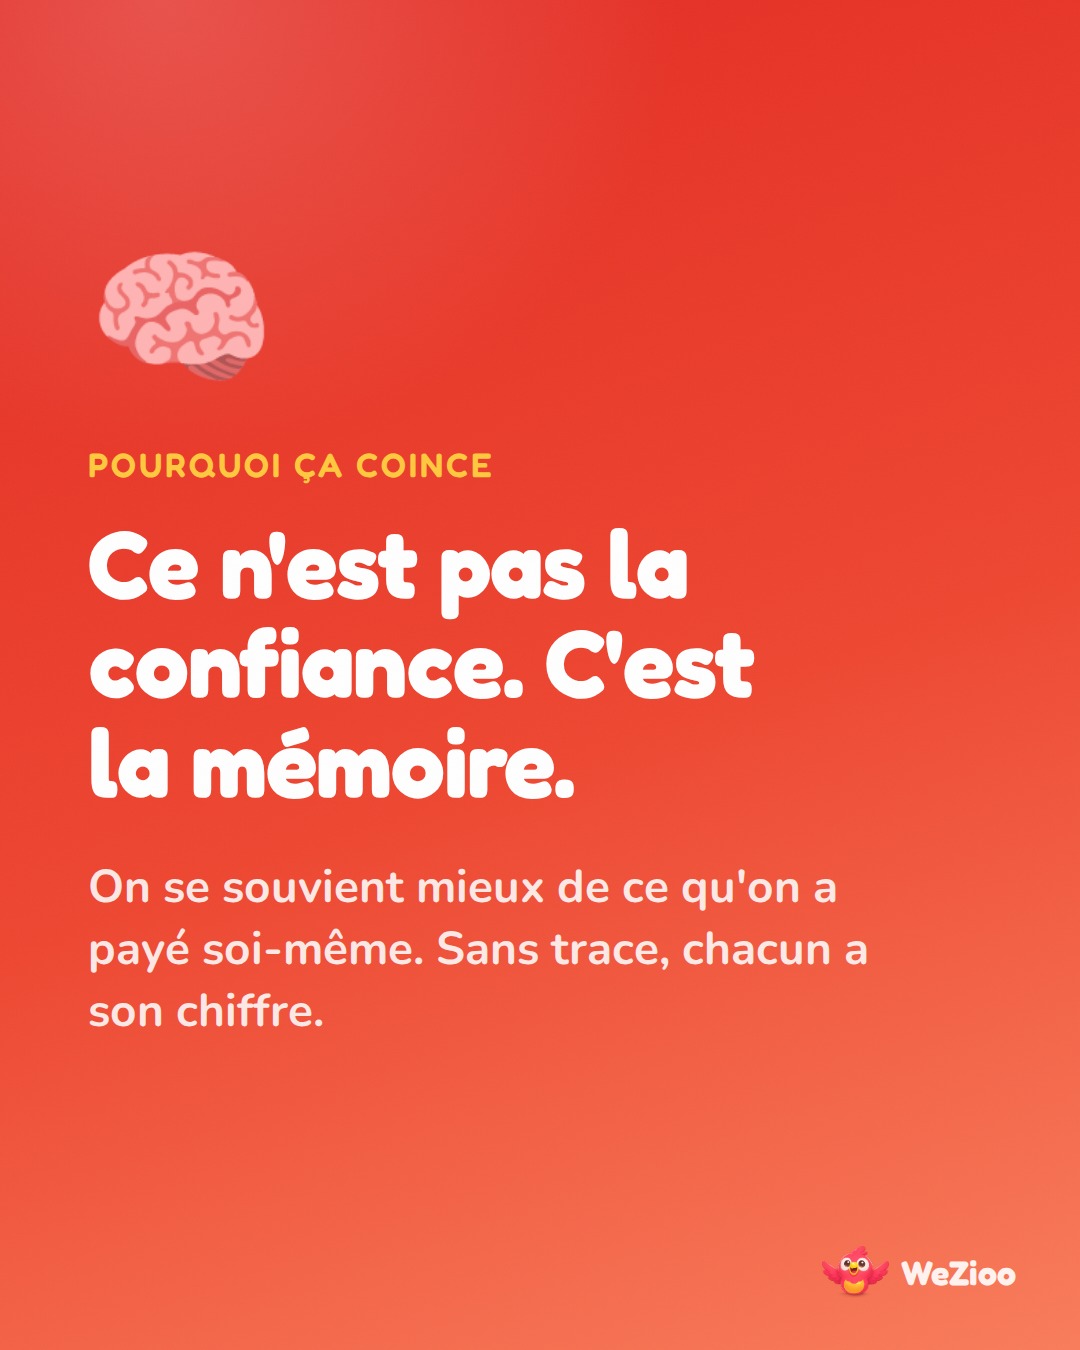 POURQUOI ÇA COINCE
Ce n'est pas la
confiance. C'est
la mémoire.
On se souvient mieux de ce qu'on a
payé soi-même. Sans trace, chacun a
son chiffre.
WeZioo